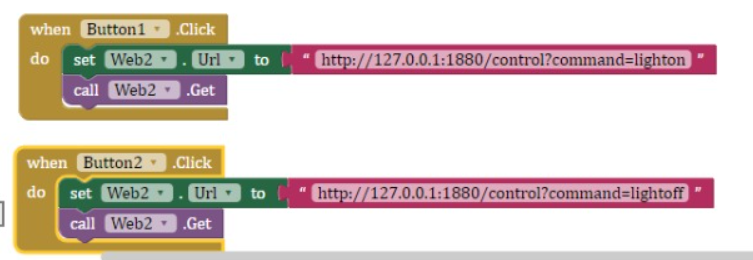 when Button1 .Click
do set Web2 . Url to " http://127.0.0.1:1880/control?command=lighton "
call Web2 .Get
when Button2 .Click
do set Web2 . Url to " http://127.0.0.1:1880/control?command=lightoff "
call Web2 .Get